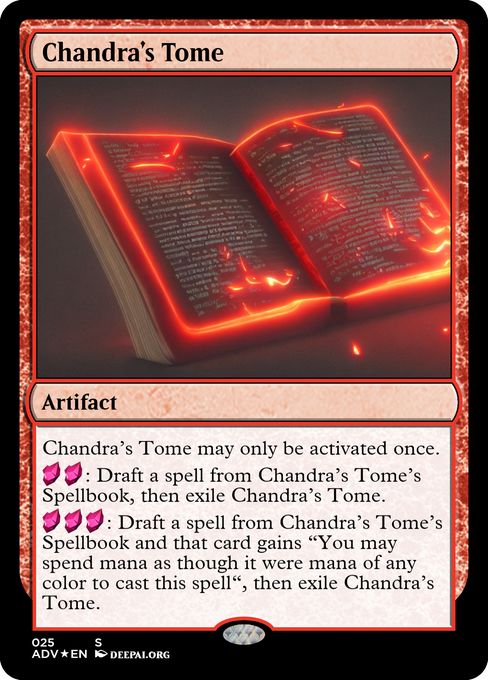 Chandra's Tome
Artifact
Chandra's Tome may only be activated once.
: Draft a spell from Chandra's Tome's
Spellbook, then exile Chandra's Tome.
: Draft a spell from Chandra's Tome's
Spellbook and that card gains “You may
spend mana as though it were mana of any
color to cast this spell“, then exile Chandra's
Tome.
025 S
ADV★EN DEEPAI.ORG